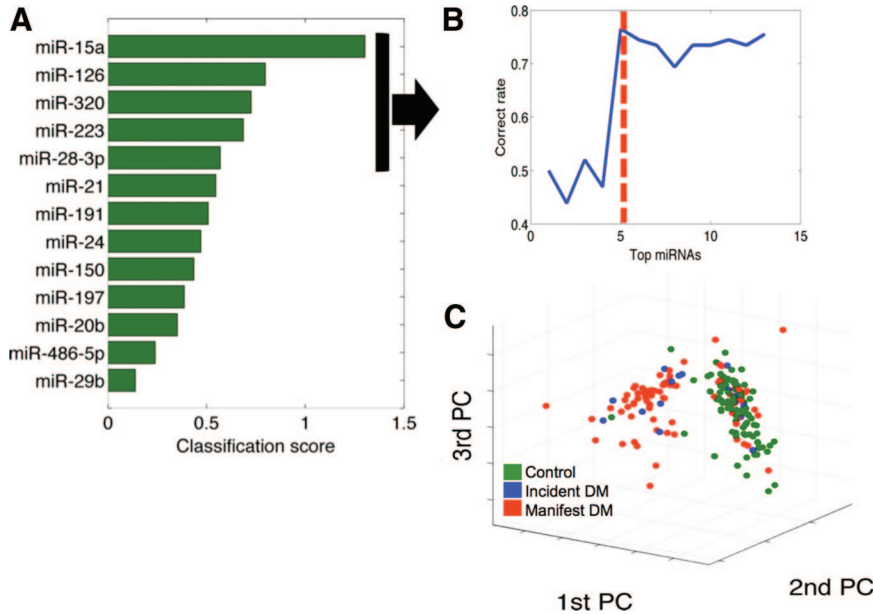 A
miR-15a
miR-126
miR-320
miR-223
miR-28-3p
miR-21
miR-191
miR-24
miR-150
miR-197
miR-20b
miR-486-5p
miR-29b
0 0.5 1 1.5
Classification score
B
0.8
0.7
0.6
0.5
0.4
Correct rate
0 5 10 15
Top miRNAs
C
3rd PC
Control
Incident DM
Manifest DM
1st PC
2nd PC